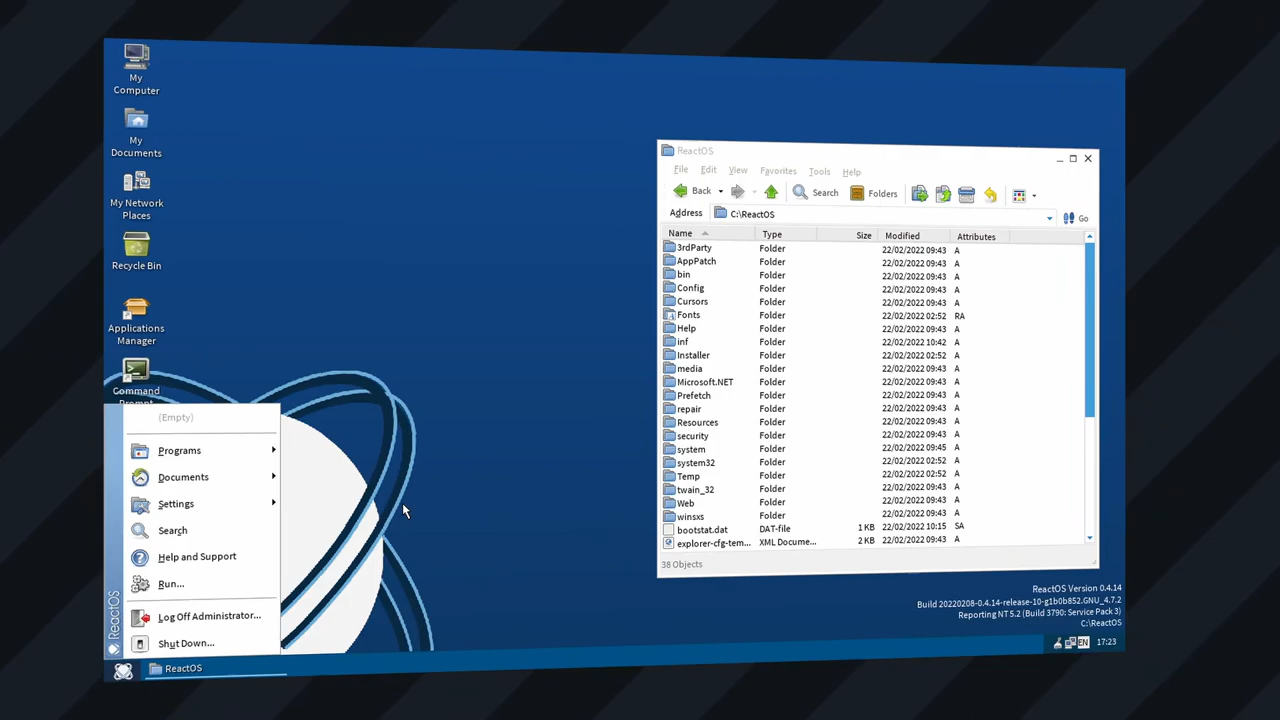 My
Computer
My
Documents
My Network
Places
Recycle Bin
Applications
Manager
Command
(Empty)
Programs
Documents
Settings
Search
Help and Support
Run...
Log Off Administrator...
Shut Down...
ReactOS
ReactOS
ReactOS
File Edit View Favorites Tools Help
Back Search Folders
Address C:\ReactOS Go
Name Type Size Modified Attributes
3rdParty Folder 22/02/2022 09:43 A
AppPatch Folder 22/02/2022 09:43 A
bin Folder 22/02/2022 09:43 A
Config Folder 22/02/2022 09:43 A
Cursors Folder 22/02/2022 09:43 A
Fonts Folder 22/02/2022 02:52 RA
Help Folder 22/02/2022 09:43 A
inf Folder 22/02/2022 10:42 A
Installer Folder 22/02/2022 02:52 A
media Folder 22/02/2022 09:43 A
Microsoft.NET Folder 22/02/2022 09:43 A
Prefetch Folder 22/02/2022 09:43 A
repair Folder 22/02/2022 09:43 A
Resources Folder 22/02/2022 09:43 A
security Folder 22/02/2022 09:43 A
system Folder 22/02/2022 09:45 A
system32 Folder 22/02/2022 02:52 A
Temp Folder 22/02/2022 02:52 A
twain_32 Folder 22/02/2022 09:43 A
Web Folder 22/02/2022 09:43 A
winsxs Folder 22/02/2022 09:43 A
bootstat.dat DAT-file 1 KB 22/02/2022 10:15 SA
explorer-cfg-tem... XML Docume... 2 KB 22/02/2022 09:43 A
38 Objects
ReactOS Version 0.4.14
Build 20220208-0.4.14-release-10-g1b0b852.GNU_4.7.2
Reporting NT 5.2 (Build 3790: Service Pack 3)
C:\ReactOS
EN 17:23